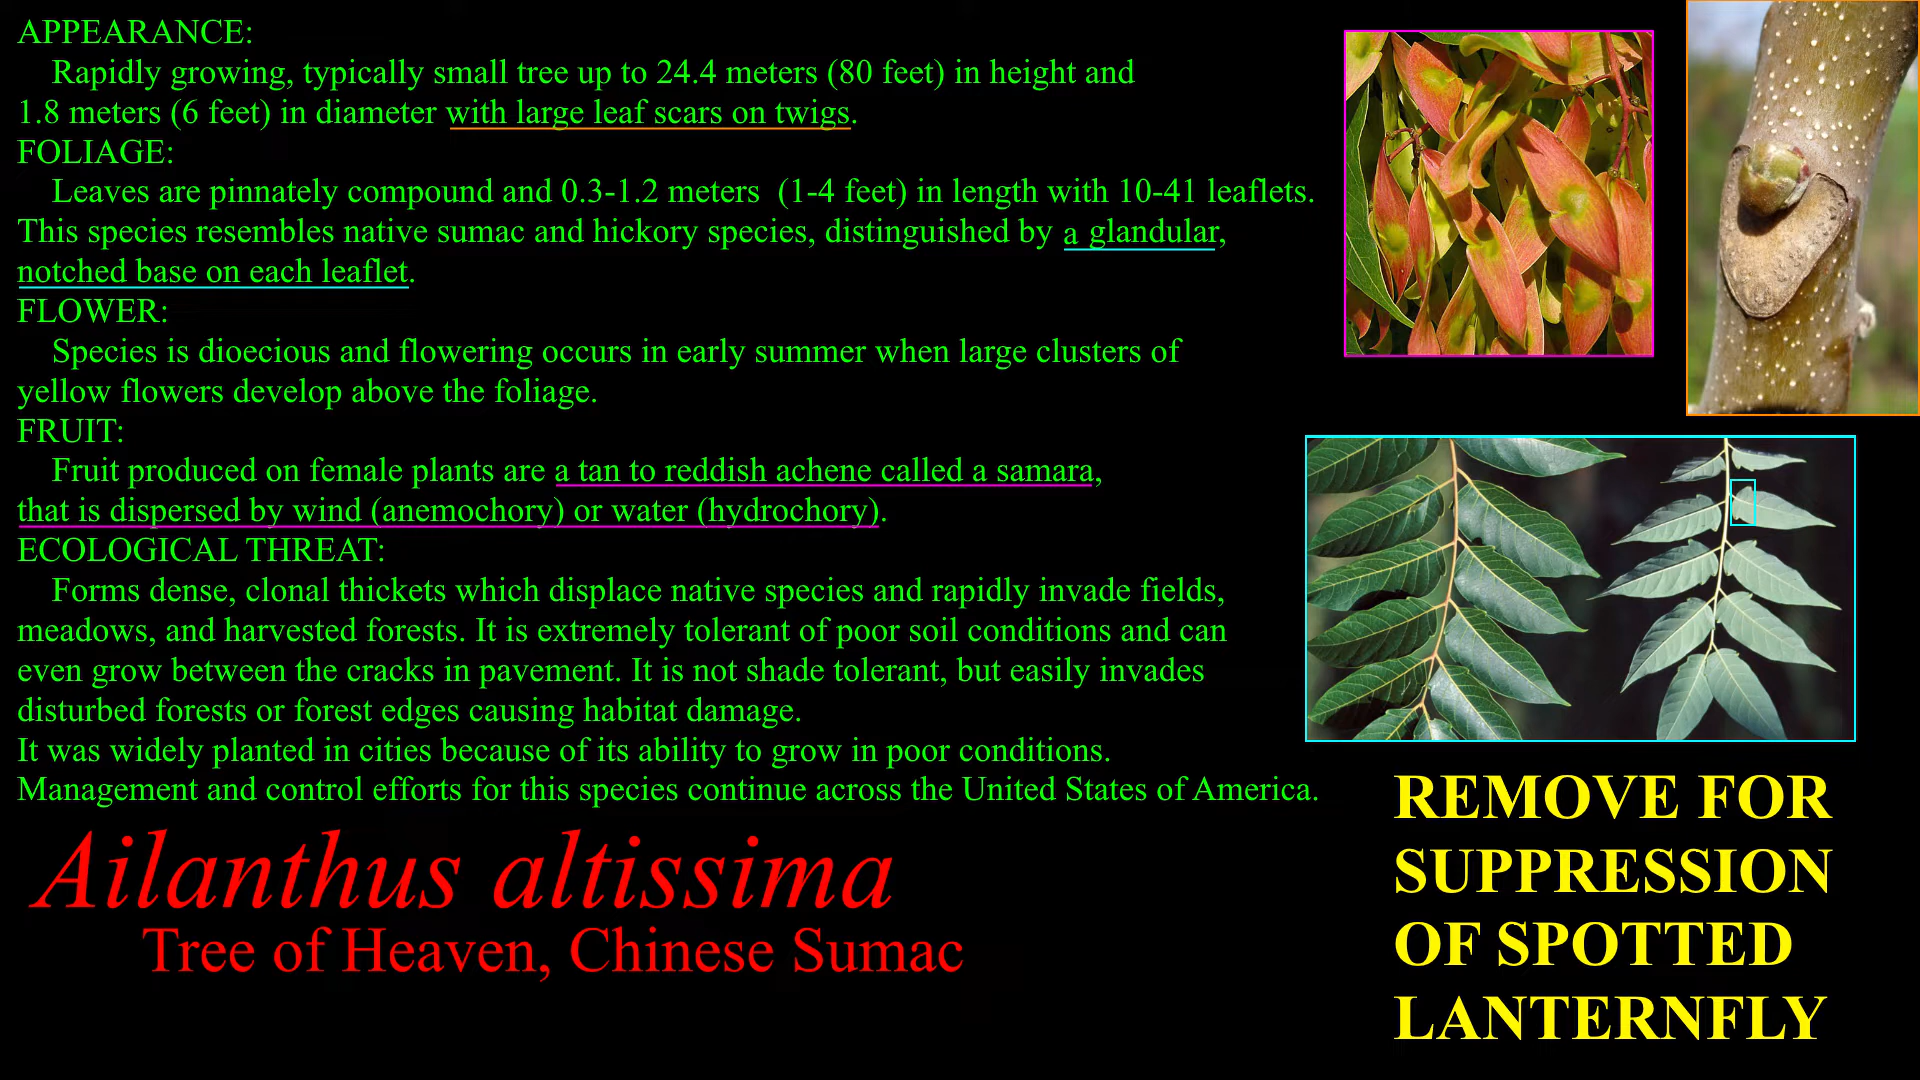 APPEARANCE:
Rapidly growing, typically small tree up to 24.4 meters (80 feet) in height and
1.8 meters (6 feet) in diameter with large leaf scars on twigs.
FOLIAGE:
Leaves are pinnately compound and 0.3-1.2 meters (1-4 feet) in length with 10-41 leaflets.
This species resembles native sumac and hickory species, distinguished by a glandular,
notched base on each leaflet.
FLOWER:
Species is dioecious and flowering occurs in early summer when large clusters of
yellow flowers develop above the foliage.
FRUIT:
Fruit produced on female plants are a tan to reddish achene called a samara,
that is dispersed by wind (anemochory) or water (hydrochory).
ECOLOGICAL THREAT:
Forms dense, clonal thickets which displace native species and rapidly invade fields,
meadows, and harvested forests. It is extremely tolerant of poor soil conditions and can
even grow between the cracks in pavement. It is not shade tolerant, but easily invades
disturbed forests or forest edges causing habitat damage.
It was widely planted in cities because of its ability to grow in poor conditions.
Management and control efforts for this species continue across the United States of America.
Ailanthus altissima
Tree of Heaven, Chinese Sumac
REMOVE FOR
SUPPRESSION
OF SPOTTED
LANTERNFLY